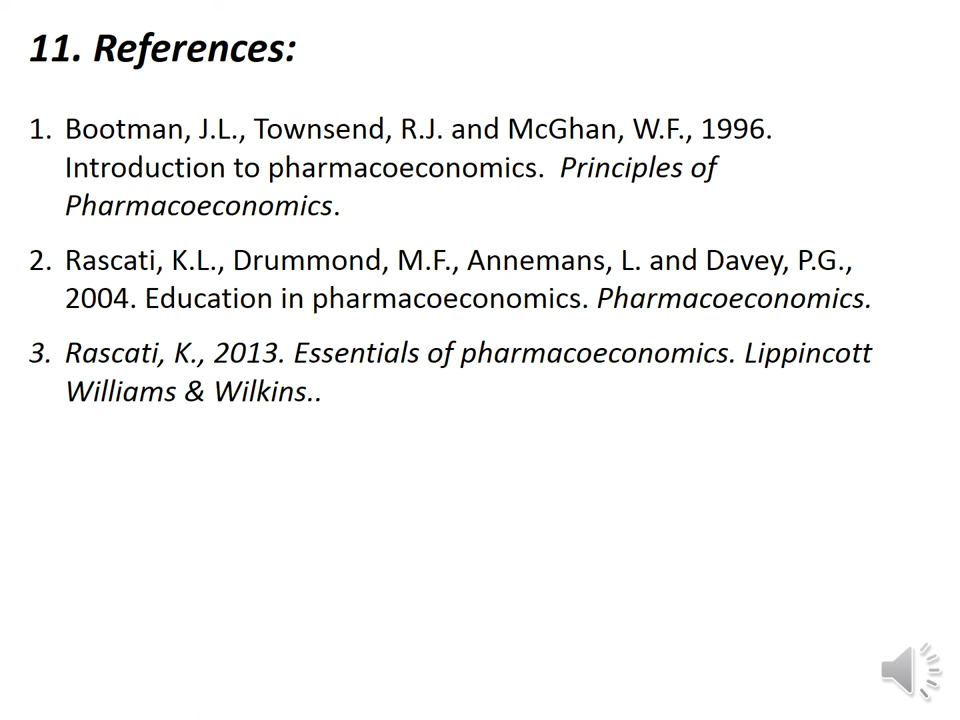 11. References:
1. Bootman, J.L., Townsend, R.J. and McGhan, W.F., 1996.
Introduction to pharmacoeconomics.  Principles of
Pharmacoeconomics.
2. Rascati, K.L., Drummond, M.F., Annemans, L. and Davey, P.G.,
2004. Education in pharmacoeconomics. Pharmacoeconomics.
3. Rascati, K., 2013. Essentials of pharmacoeconomics. Lippincott
Williams & Wilkins..